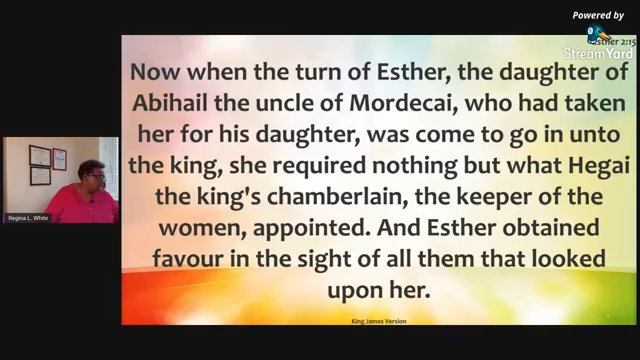 Powered by
StreamYard
Esther 2:15
Now when the turn of Esther, the daughter of
Abihail the uncle of Mordecai, who had taken
her for his daughter, was come to go in unto
the king, she required nothing but what Hegai
the king's chamberlain, the keeper of the
women, appointed. And Esther obtained
favour in the sight of all them that looked
upon her.
King James Version
Regina L. White